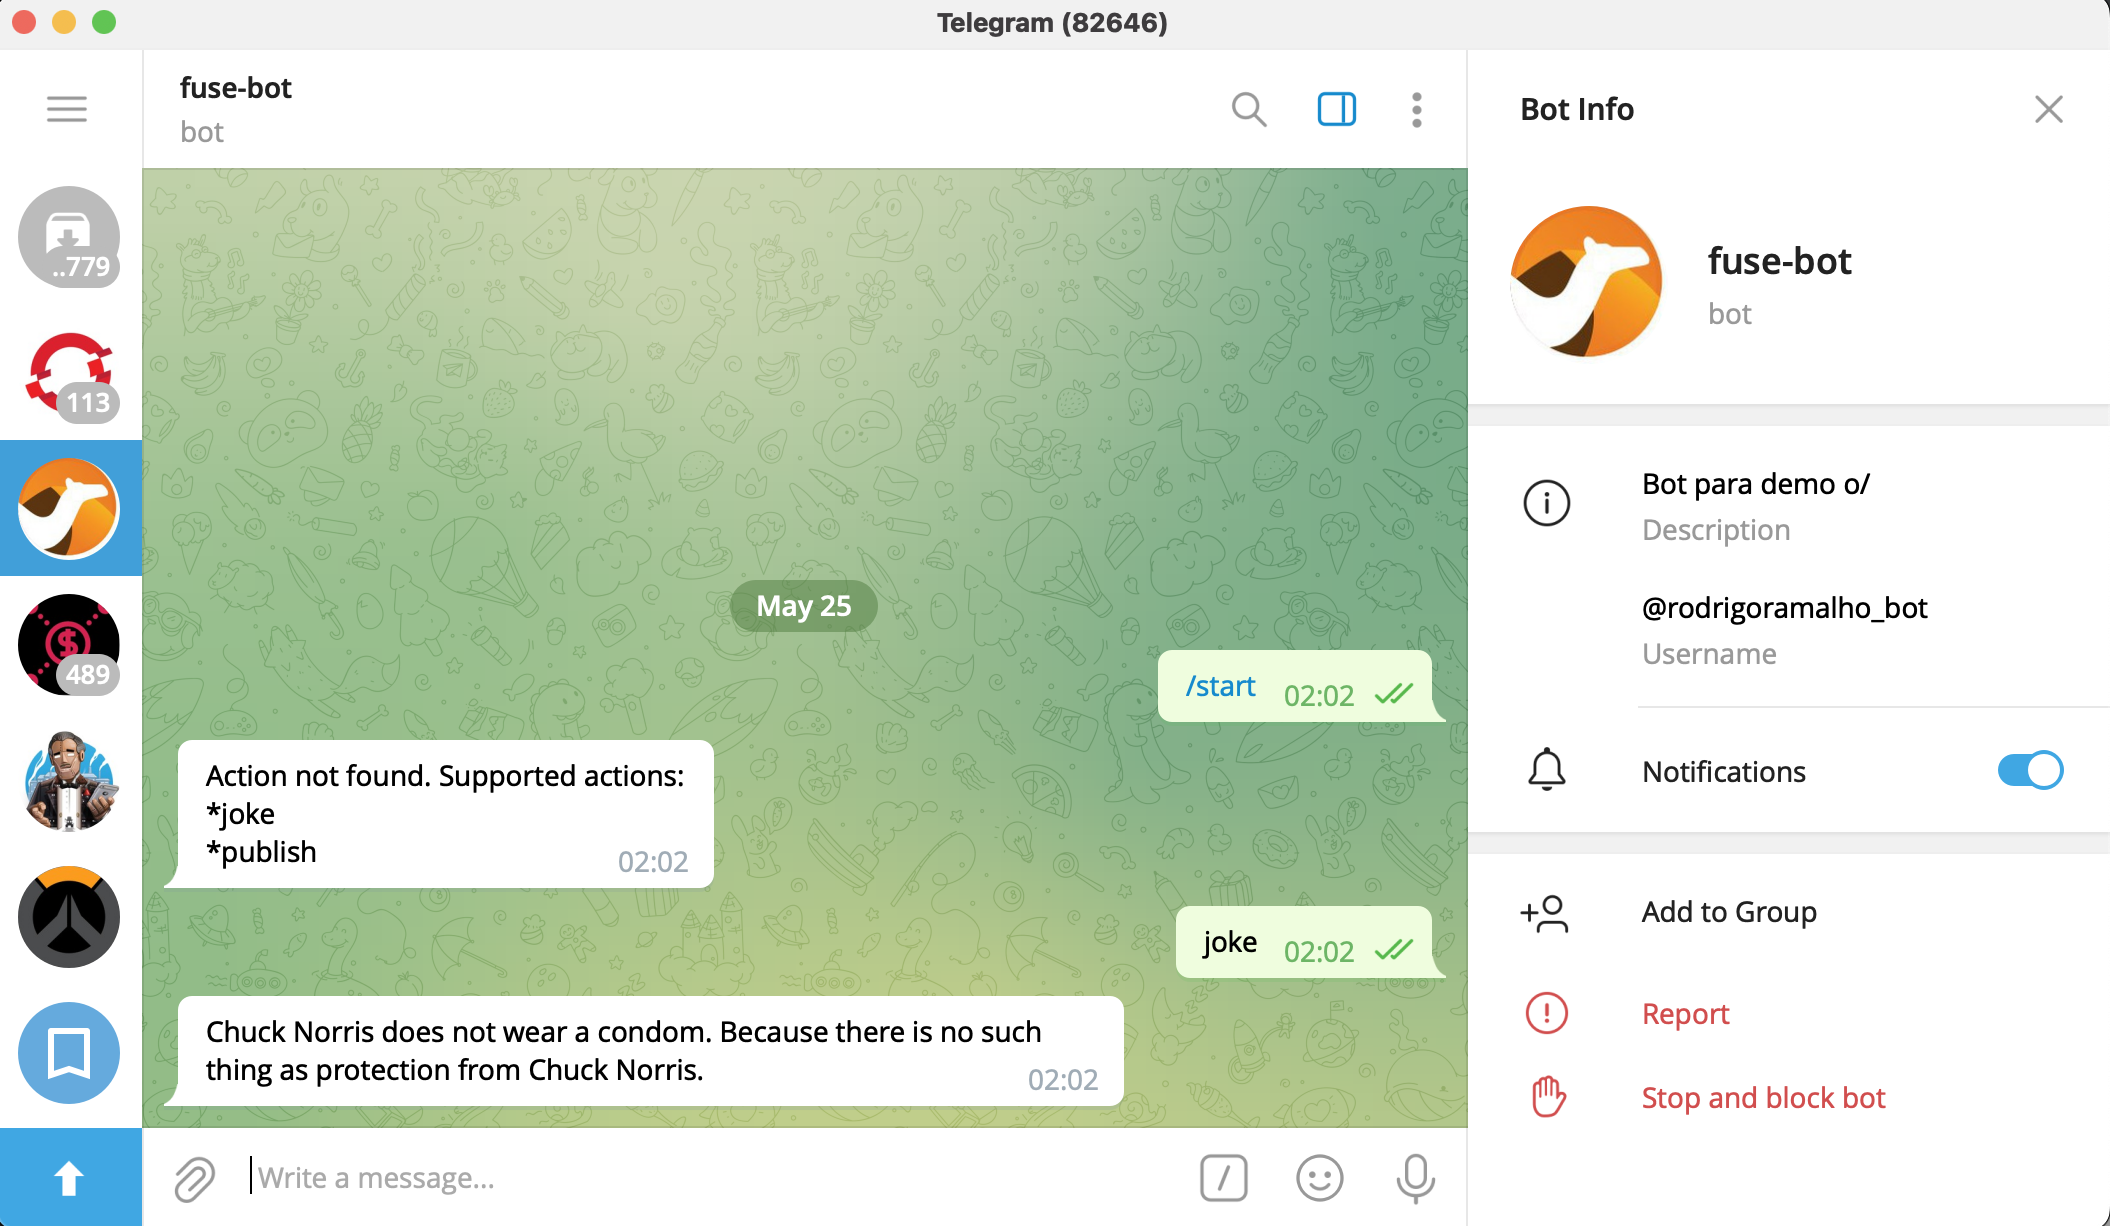 Telegram (82646)
fuse-bot
bot
..779
113
489
May 25
/start 02:02
Action not found. Supported actions:
*joke
*publish 02:02
joke 02:02
Chuck Norris does not wear a condom. Because there is no such
thing as protection from Chuck Norris. 02:02
Write a message...
Bot Info
fuse-bot
bot
Bot para demo o/
Description
@rodrigoramalho_bot
Username
Notifications
Add to Group
Report
Stop and block bot